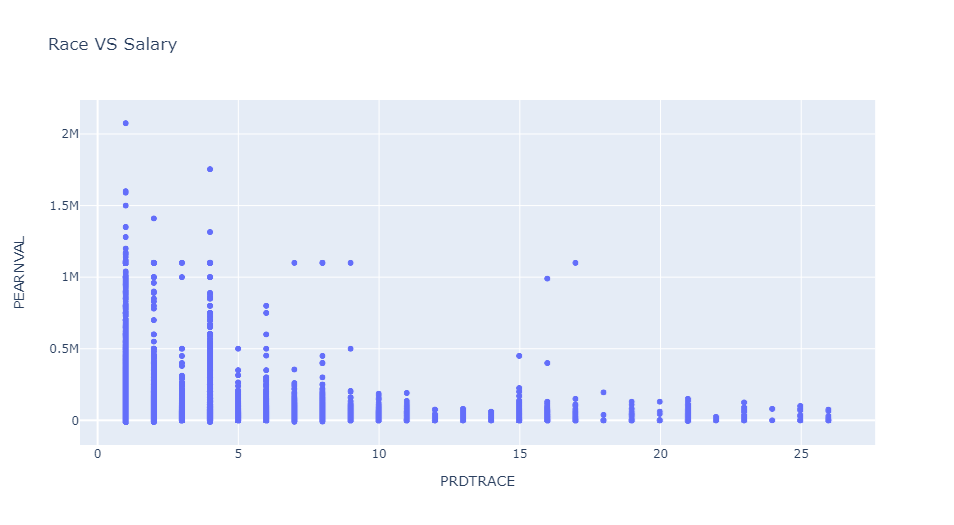 Race VS Salary
2M
1.5M
1M
0.5M
0
PEARNVAL
0 5 10 15 20 25
PRDTRACE